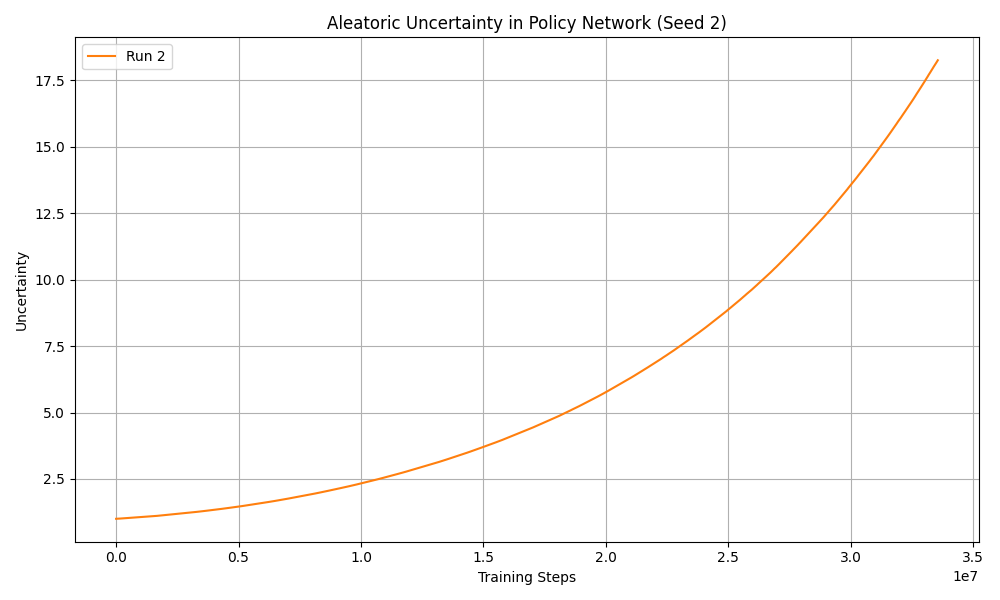 Aleatoric Uncertainty in Policy Network (Seed 2)
Run 2
Uncertainty
17.5
15.0
12.5
10.0
7.5
5.0
2.5
0.0 0.5 1.0 1.5 2.0 2.5 3.0 3.5
1e7
Training Steps